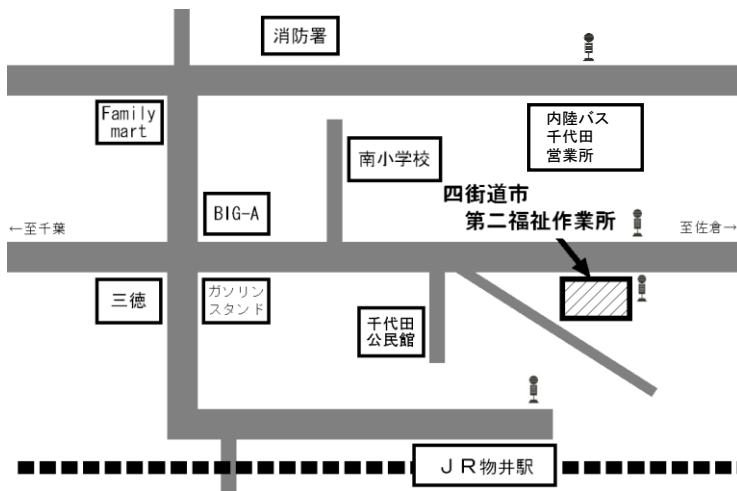 消防署
Family
mart
内陸バス
千代田
営業所
南小学校
四街道市
第二福祉作業所
BIG-A
←至千葉
至佐倉→
三徳
ガソリン
スタンド
千代田
公民館
ＪＲ物井駅